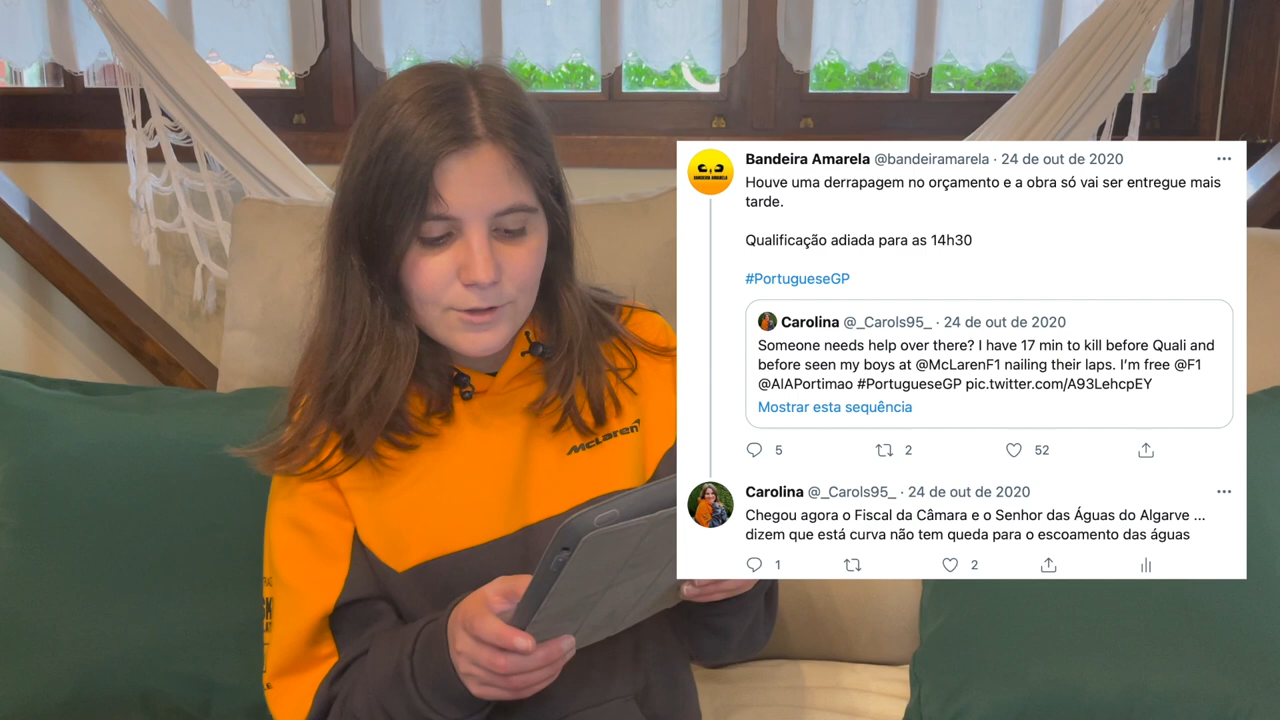 Bandeira Amarela @bandeiramarela · 24 de out de 2020
Houve uma derrapagem no orçamento e a obra só vai ser entregue mais
tarde.
Qualificação adiada para as 14h30
#PortugueseGP
Carolina @_Carols95_ · 24 de out de 2020
Someone needs help over there? I have 17 min to kill before Quali and
before seen my boys at @McLarenF1 nailing their laps. I’m free @F1
@AIAPortimao #PortugueseGP pic.twitter.com/A93LehcpEY
Mostrar esta sequência
5 2 52
Carolina @_Carols95_ · 24 de out de 2020
Chegou agora o Fiscal da Câmara e o Senhor das Águas do Algarve ...
dizem que está curva não tem queda para o escoamento das águas
1 2
McLaren